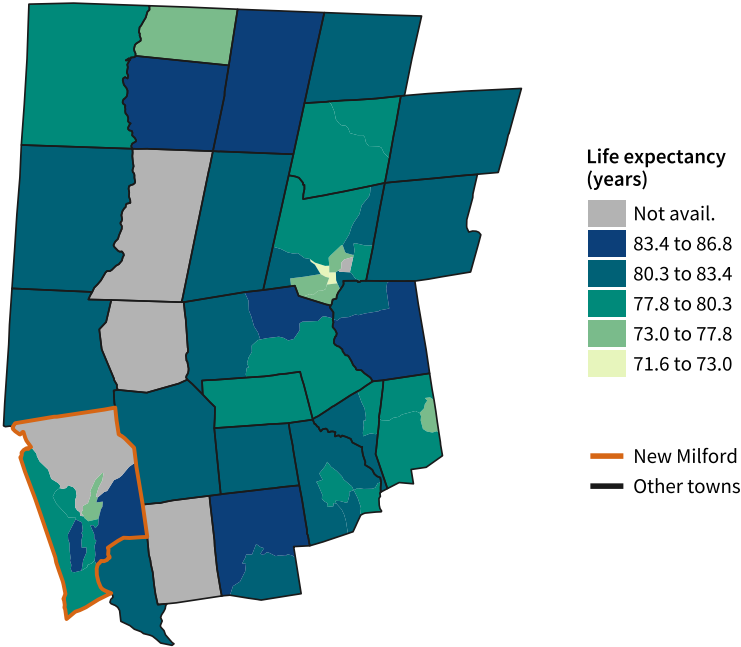 Life expectancy
(years)
Not avail.
83.4 to 86.8
80.3 to 83.4
77.8 to 80.3
73.0 to 77.8
71.6 to 73.0
New Milford
Other towns